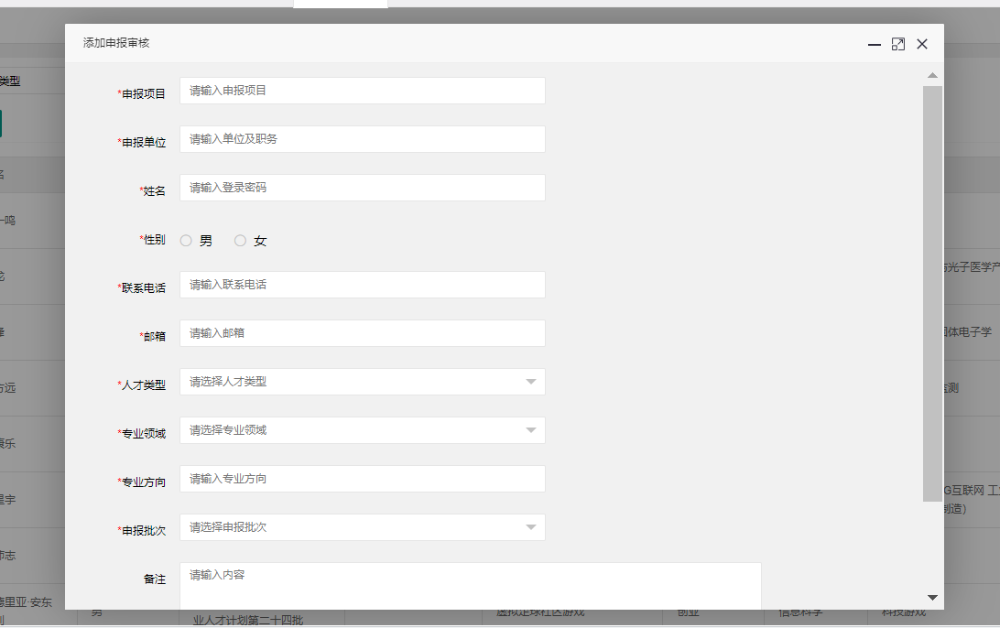 添加申报审核
类型
*申报项目 请输入申报项目
*申报单位 请输入单位及职务
*姓名 请输入登录密码
一鸣
*性别 男 女
光子医学产
*联系电话 请输入联系电话
*邮箱 请输入邮箱
固体电子学
*人才类型 请选择人才类型
方远
检测
*专业领域 请选择专业领域
康乐
*专业方向 请输入专业方向
G互联网 工
星宇
制造)
*申报批次 请选择申报批次
市志
备注 请输入内容
德里亚·安东
男 虚拟足球社区游戏 创业 信息科学 科技游戏
业人才计划第二十四批